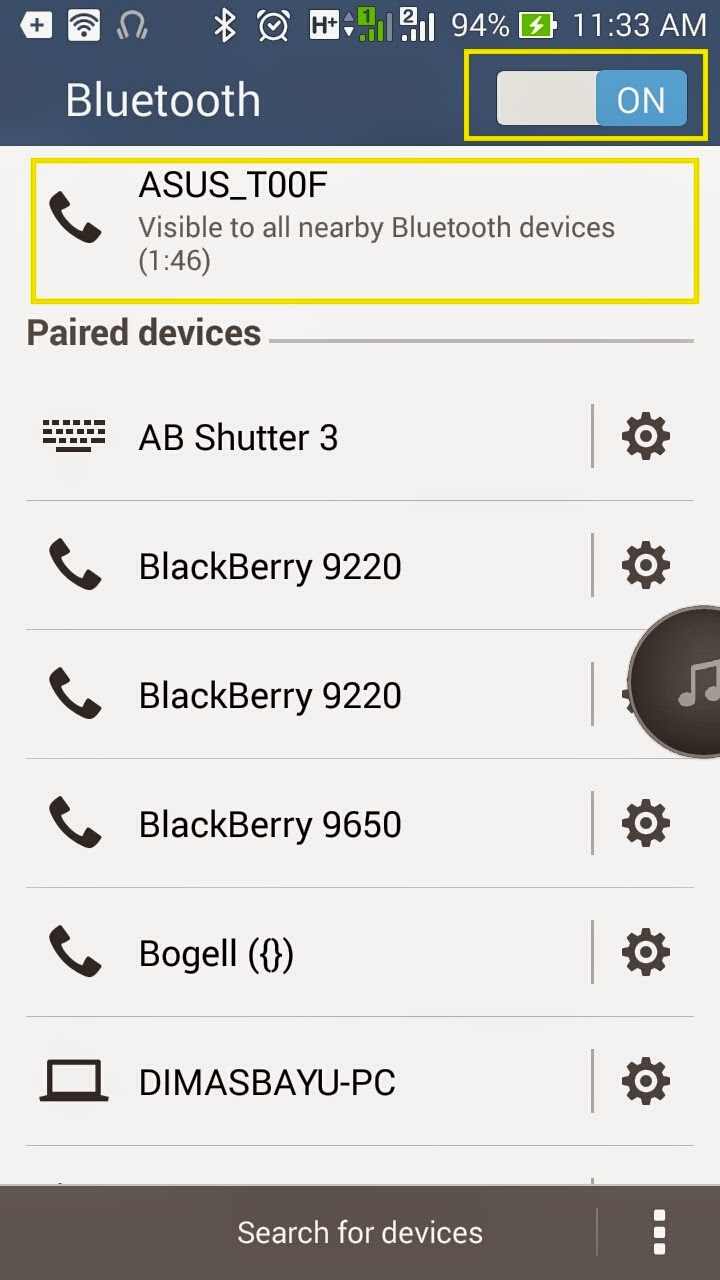 H+ 1 2 94% 11:33 AM
Bluetooth ON
ASUS_T00F
Visible to all nearby Bluetooth devices
(1:46)
Paired devices
AB Shutter 3
BlackBerry 9220
BlackBerry 9220
BlackBerry 9650
Bogell ({})
DIMASBAYU-PC
Search for devices